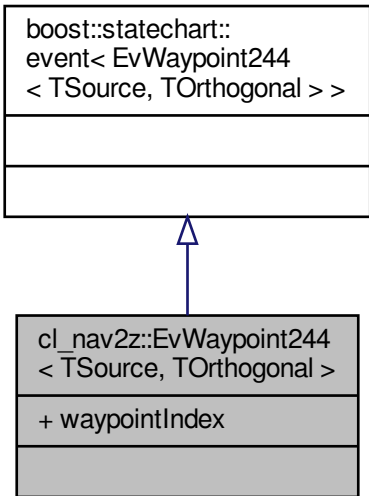 boost::statechart::
event< EvWaypoint244
< TSource, TOrthogonal > >
cl_nav2z::EvWaypoint244
< TSource, TOrthogonal >
+ waypointIndex